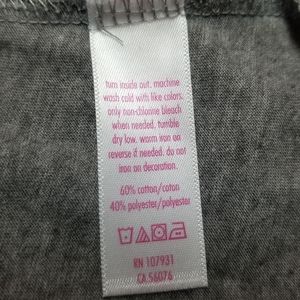 turn inside out. machine
wash cold with like colors.
only non-chlorine bleach
when needed. tumble
dry low. warm iron on
reverse if needed. do not
iron on decoration.
60% cotton/coton
40% polyester/polyester
RN 107931
CA 56076